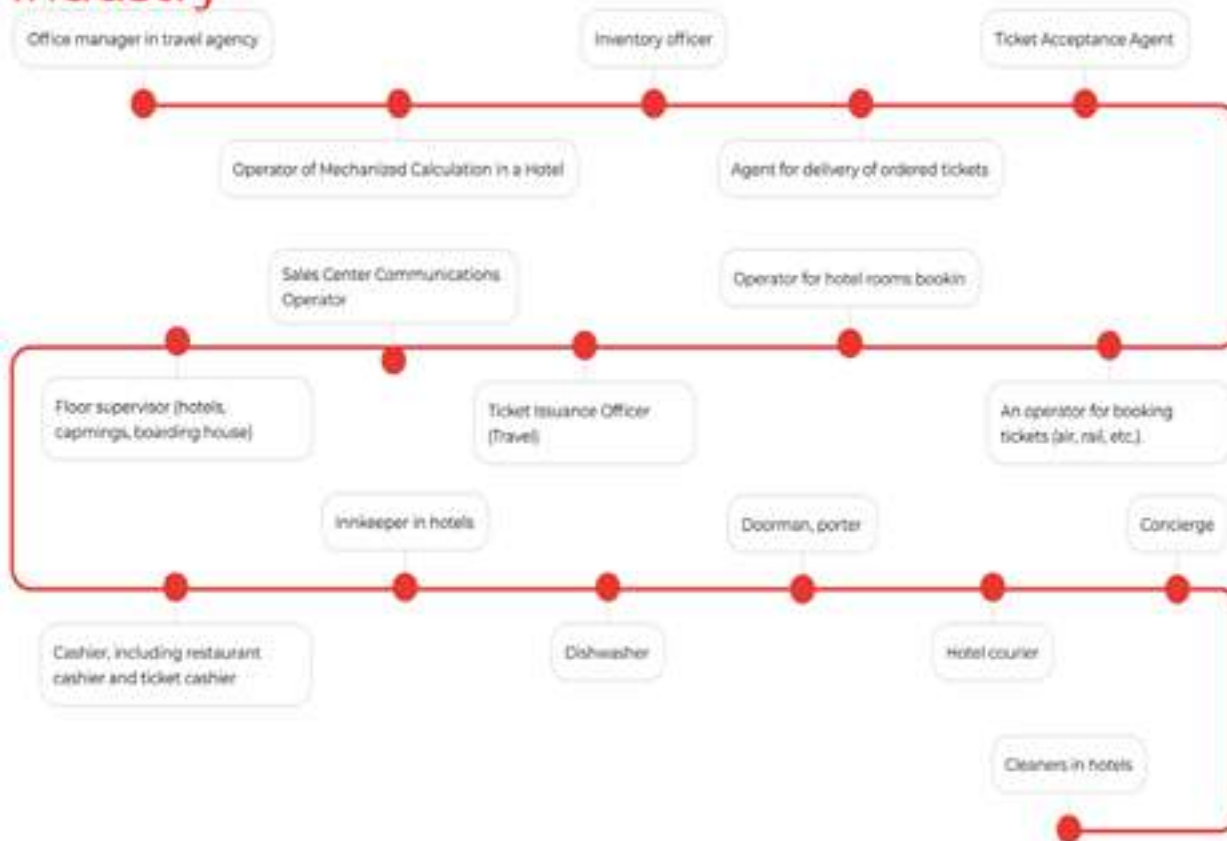 Industry
Office manager in travel agency
Inventory officer
Ticket Acceptance Agent
Operator of Mechanized Calculation in a Hotel
Agent for delivery of ordered tickets
Sales Center Communications
Operator
Operator for hotel rooms bookin
Floor supervisor (hotels,
capmings, boarding house)
Ticket Issuance Officer
(Travel)
An operator for booking
tickets (air, rail, etc.).
Innkeeper in hotels
Doorman, porter
Concierge
Cashier, including restaurant
cashier and ticket cashier
Dishwasher
Hotel courier
Cleaners in hotels